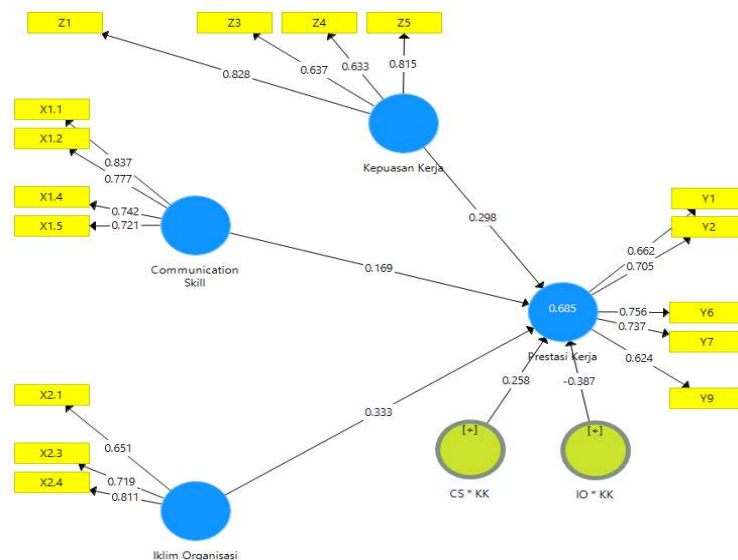 Z1
Z3
Z4
Z5
0.828
0.637
0.633
0.815
Kepuasan Kerja
X1.1
X1.2
X1.4
X1.5
0.837
0.777
0.742
0.721
Communication
Skill
0.298
0.169
0.333
Y1
Y2
Y6
Y7
Y9
0.662
0.705
0.756
0.737
0.624
0.685
Prestasi Kerja
X2.1
X2.3
X2.4
0.651
0.719
0.811
Iklim Organisasi
0.258
-0.387
[+]
CS * KK
[+]
IO * KK